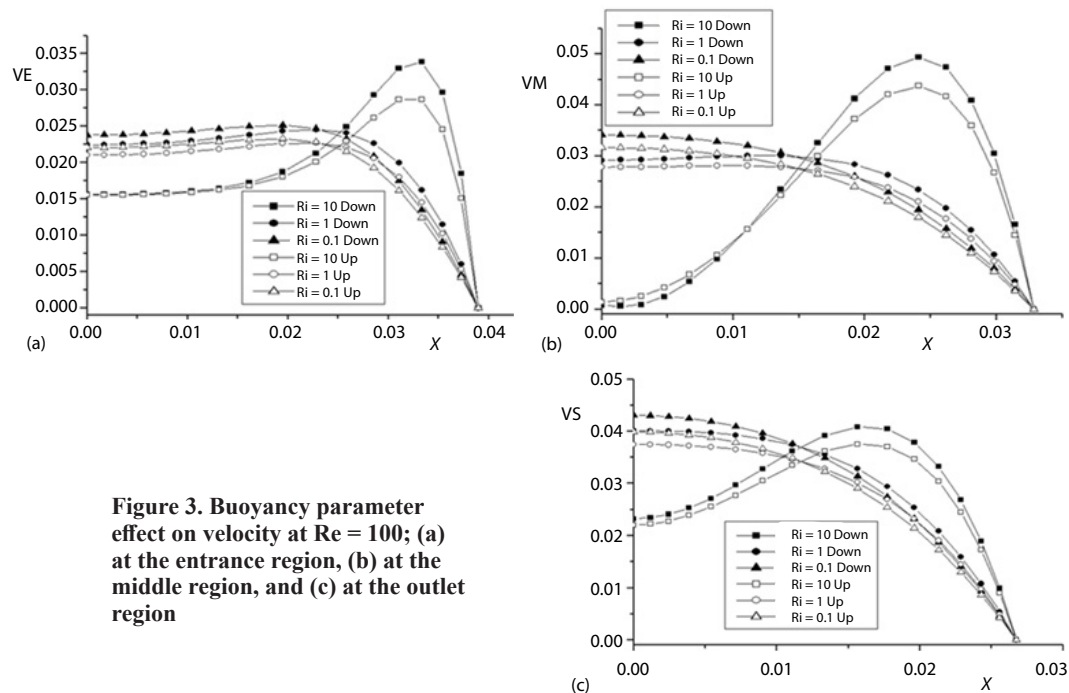 VE
0.035
0.030
0.025
0.020
0.015
0.010
0.005
0.000
0.00
0.01
0.02
0.03
0.04
X
(a)
Ri = 10 Down
Ri = 1 Down
Ri = 0.1 Down
Ri = 10 Up
Ri = 1 Up
Ri = 0.1 Up
VM
0.05
0.04
0.03
0.02
0.01
0.00
0.00
0.01
0.02
0.03
X
(b)
Ri = 10 Down
Ri = 1 Down
Ri = 0.1 Down
Ri = 10 Up
Ri = 1 Up
Ri = 0.1 Up
VS
0.05
0.04
0.03
0.02
0.01
0.00
0.00
0.01
0.02
0.03
X
(c)
Ri = 10 Down
Ri = 1 Down
Ri = 0.1 Down
Ri = 10 Up
Ri = 1 Up
Ri = 0.1 Up
Figure 3. Buoyancy parameter
effect on velocity at Re = 100; (a)
at the entrance region, (b) at the
middle region, and (c) at the outlet
region